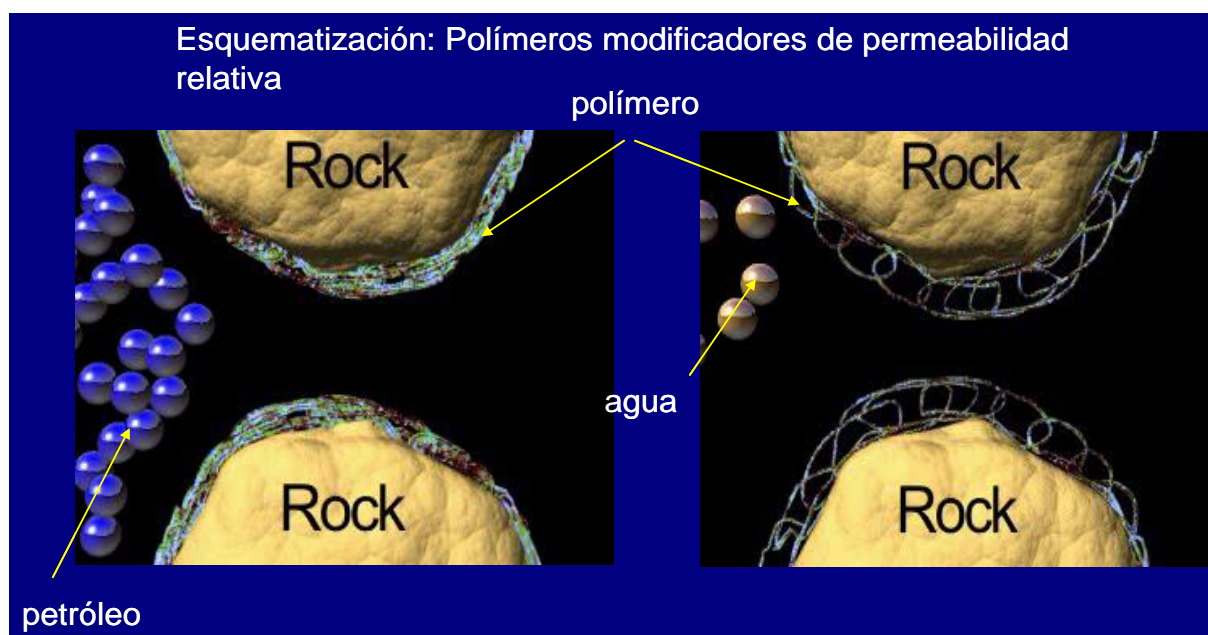 Esquematización: Polímeros modificadores de permeabilidad
relativa
polímero
Rock
Rock
agua
Rock
Rock
petróleo